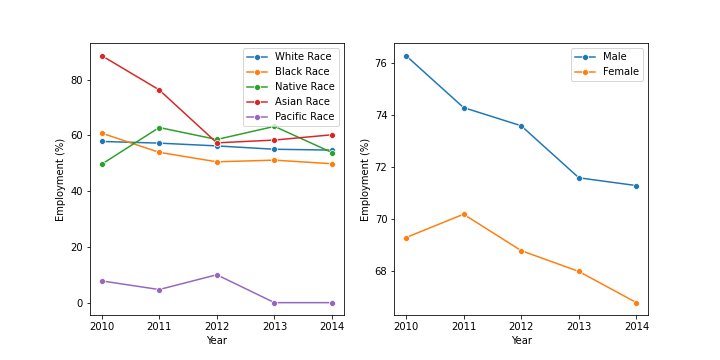 White Race
Black Race
Native Race
Asian Race
Pacific Race
80
60
40
20
0
Employment (%)
2010 2011 2012 2013 2014
Year
Male
Female
76
74
72
70
68
Employment (%)
2010 2011 2012 2013 2014
Year